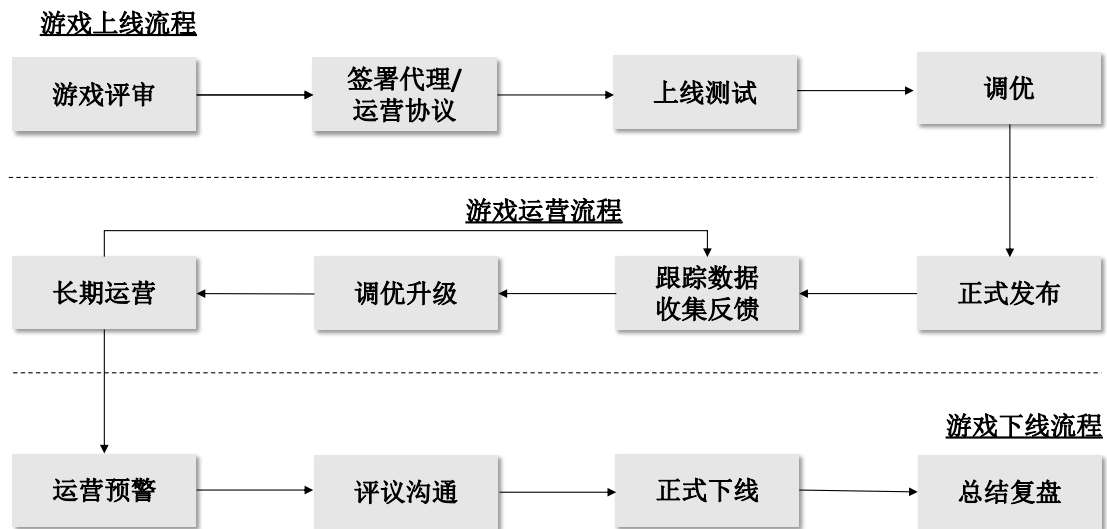 游戏上线流程
游戏评审
签署代理/
运营协议
上线测试
调优
游戏运营流程
长期运营
调优升级
跟踪数据
收集反馈
正式发布
游戏下线流程
运营预警
评议沟通
正式下线
总结复盘